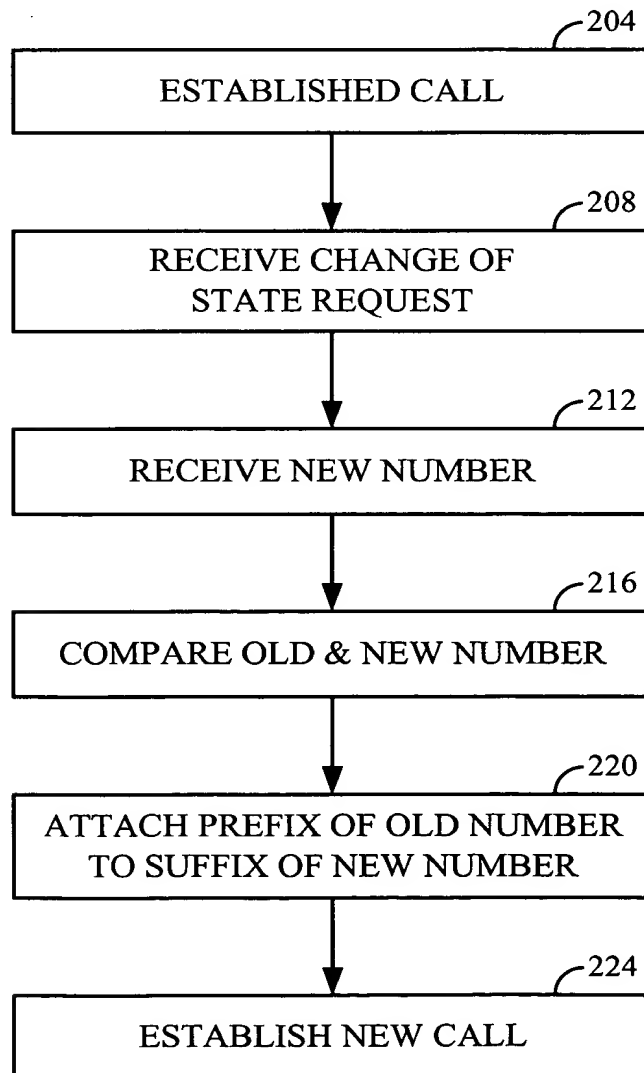 204
ESTABLISHED CALL
208
RECEIVE CHANGE OF
STATE REQUEST
212
RECEIVE NEW NUMBER
216
COMPARE OLD & NEW NUMBER
220
ATTACH PREFIX OF OLD NUMBER
TO SUFFIX OF NEW NUMBER
224
ESTABLISH NEW CALL